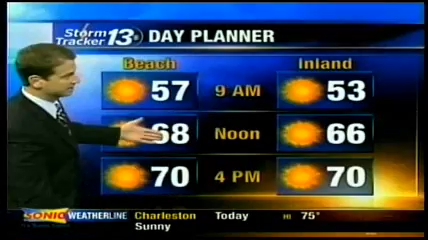 Storm
Tracker 13 DAY PLANNER
Beach Inland
57 9 AM 53
68 Noon 66
70 4 PM 70
SONIC WEATHERLINE Charleston Today HI 75°
Sunny